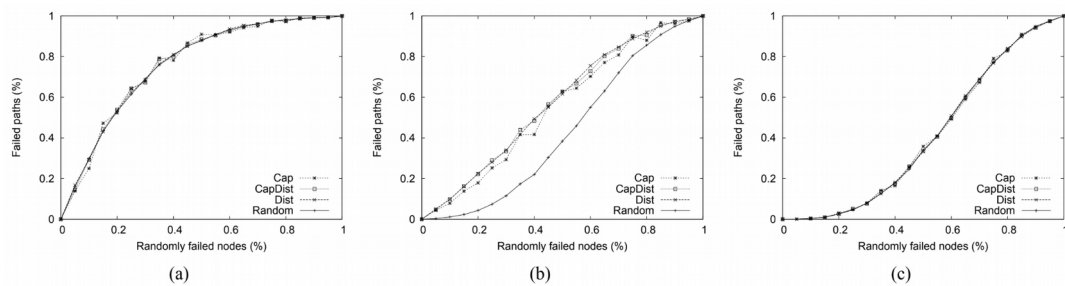 Failed paths (%)
1
0.8
0.6
0.4
0.2
0
0 0.2 0.4 0.6 0.8 1
Randomly failed nodes (%)
Cap
CapDist
Dist
Random
(a)
Failed paths (%)
1
0.8
0.6
0.4
0.2
0
0 0.2 0.4 0.6 0.8 1
Randomly failed nodes (%)
Cap
CapDist
Dist
Random
(b)
Failed paths (%)
1
0.8
0.6
0.4
0.2
0
0 0.2 0.4 0.6 0.8 1
Randomly failed nodes (%)
Cap
CapDist
Dist
Random
(c)